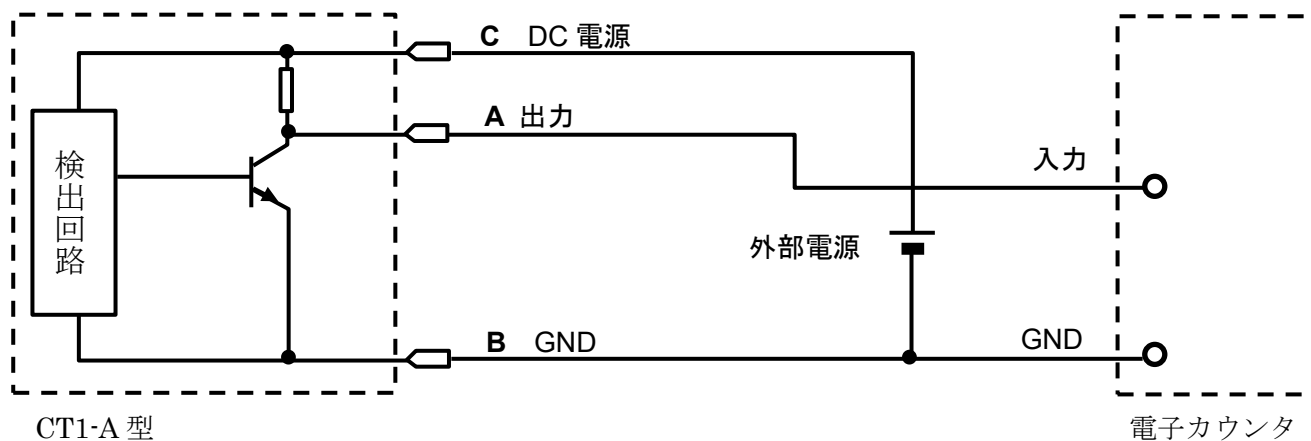 C DC 電源
A 出力
検出回路
入力
外部電源
B GND
GND
CT1-A 型
電子カウンタ